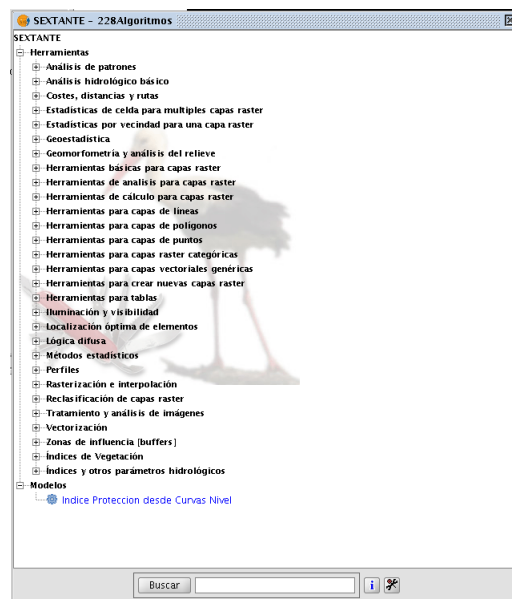 SEXTANTE - 228Algoritmos
SEXTANTE
Herramientas
Análisis de patrones
Análisis hidrológico básico
Costes, distancias y rutas
Estadísticas de celda para multiples capas raster
Estadísticas por vecindad para una capa raster
Geoestadística
Geomorfometría y análisis del relieve
Herramientas básicas para capas raster
Herramientas de analisis para capas raster
Herramientas de cálculo para capas raster
Herramientas para capas de líneas
Herramientas para capas de polígonos
Herramientas para capas de puntos
Herramientas para capas raster categóricas
Herramientas para capas vectoriales genéricas
Herramientas para crear nuevas capas raster
Herramientas para tablas
Iluminación y visibilidad
Localización óptima de elementos
Lógica difusa
Métodos estadísticos
Perfiles
Rasterización e interpolación
Reclasificación de capas raster
Tratamiento y análisis de imágenes
Vectorización
Zonas de influencia [buffers]
Índices de Vegetación
Índices y otros parámetros hidrológicos
Modelos
Indice Proteccion desde Curvas Nivel
Buscar